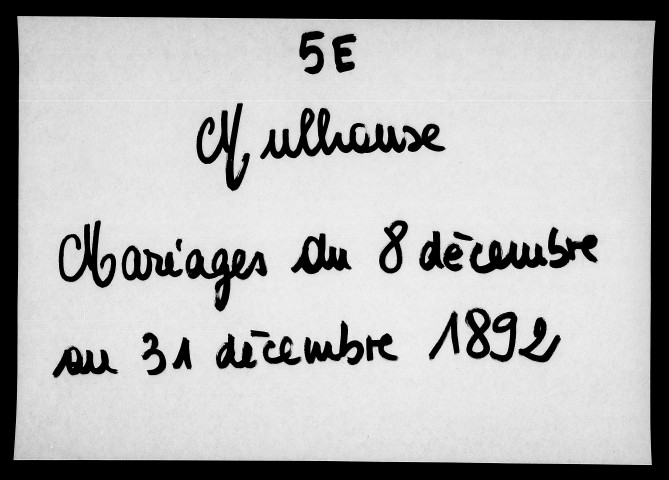 5E
Mulhouse
Mariages du 8 décembre
au 31 décembre 1892